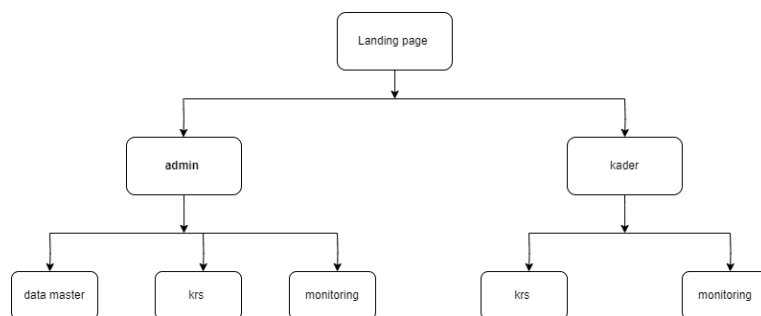 Landing page
admin
kader
data master
krs
monitoring
krs
monitoring